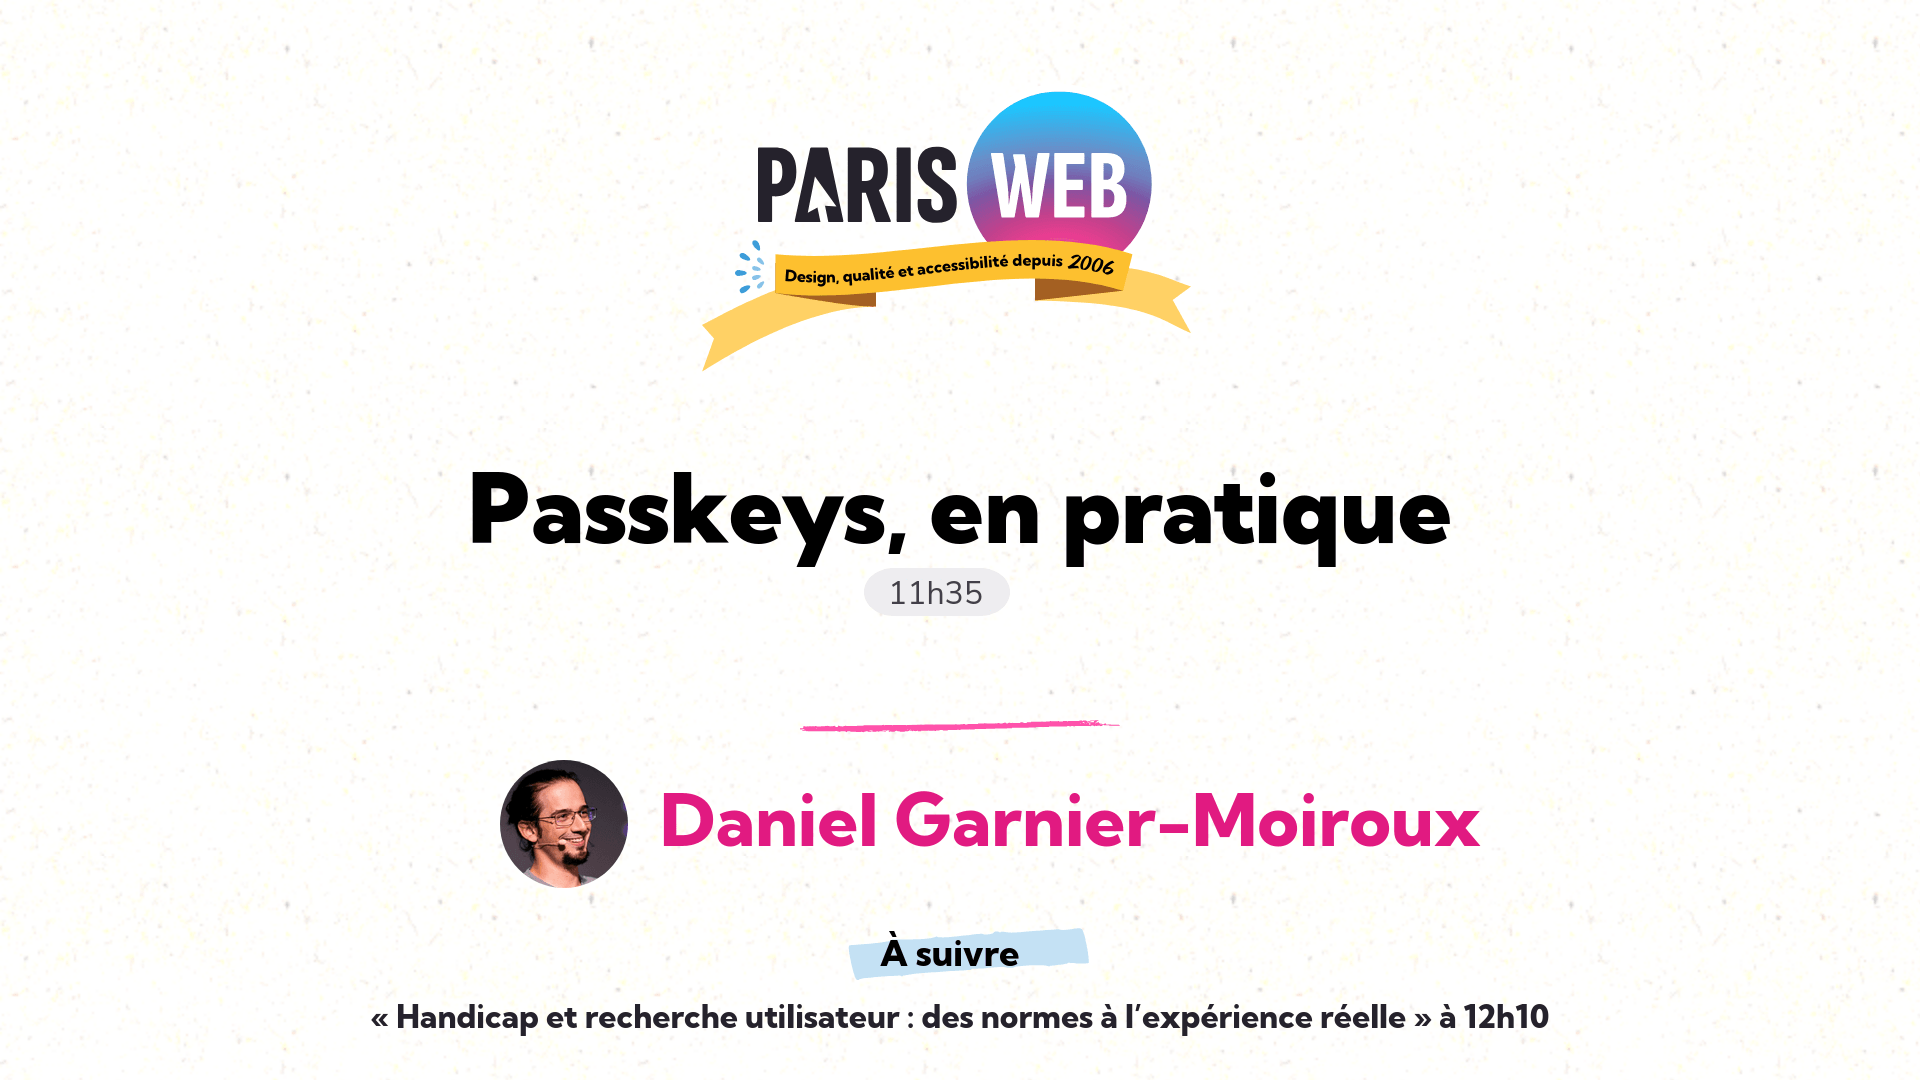 PARIS WEB
Design, qualité et accessibilité depuis 2006
Passkeys, en pratique
11h35
Daniel Garnier-Moiroux
À suivre
« Handicap et recherche utilisateur : des normes à l’expérience réelle » à 12h10